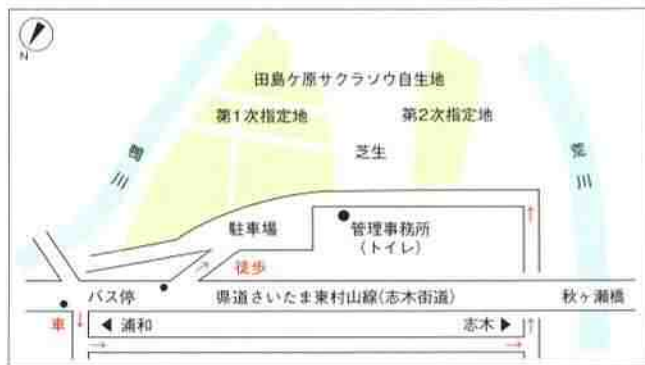 N
田島ケ原サクラソウ自生地
第1次指定地
第2次指定地
芝生
鴨川
荒川
駐車場
管理事務所
(トイレ)
徒歩
バス停
県道さいたま東村山線(志木街道)
秋ヶ瀬橋
車
◀ 浦和
志木 ▶